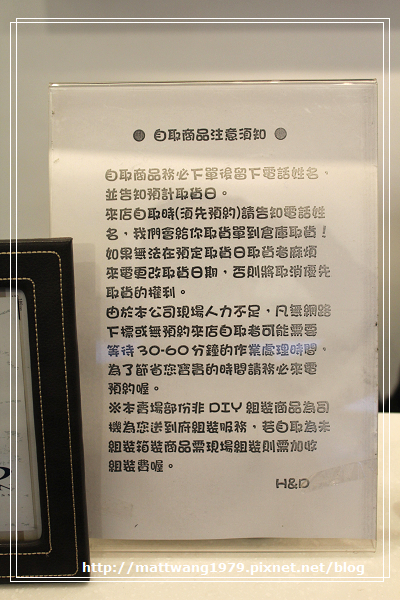 ● 自取商品注意須知 ●
自取商品務必下單後留下電話姓名,
並告知預計取貨日。
來店自取時(須先預約)請告知電話姓
名,我們會給你取貨單到倉庫取貨!
如果無法在預定取貨日取貨者麻煩
來電更改取貨日期,否則將取消優先
取貨的權利。
由於本公司現場人力不足,凡無網路
下標或無預約來店自取者可能需要
等待30-60分鐘的作業處理時間,
為了節省您寶貴的時間請務必來電
預約喔。
※本賣場部份非DIY組裝商品為司
機為您送到府組裝服務,若自取為未
組裝箱裝商品需現場組裝則需加收
組裝費喔。
H&D
http://mattwang1979.pixnet.net/blog